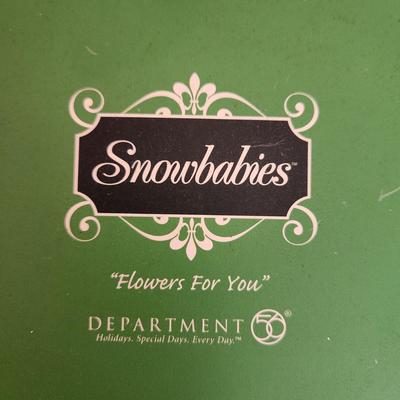 Snowbabies™
"Flowers For You"
DEPARTMENT 56®
Holidays. Special Days. Every Day.™